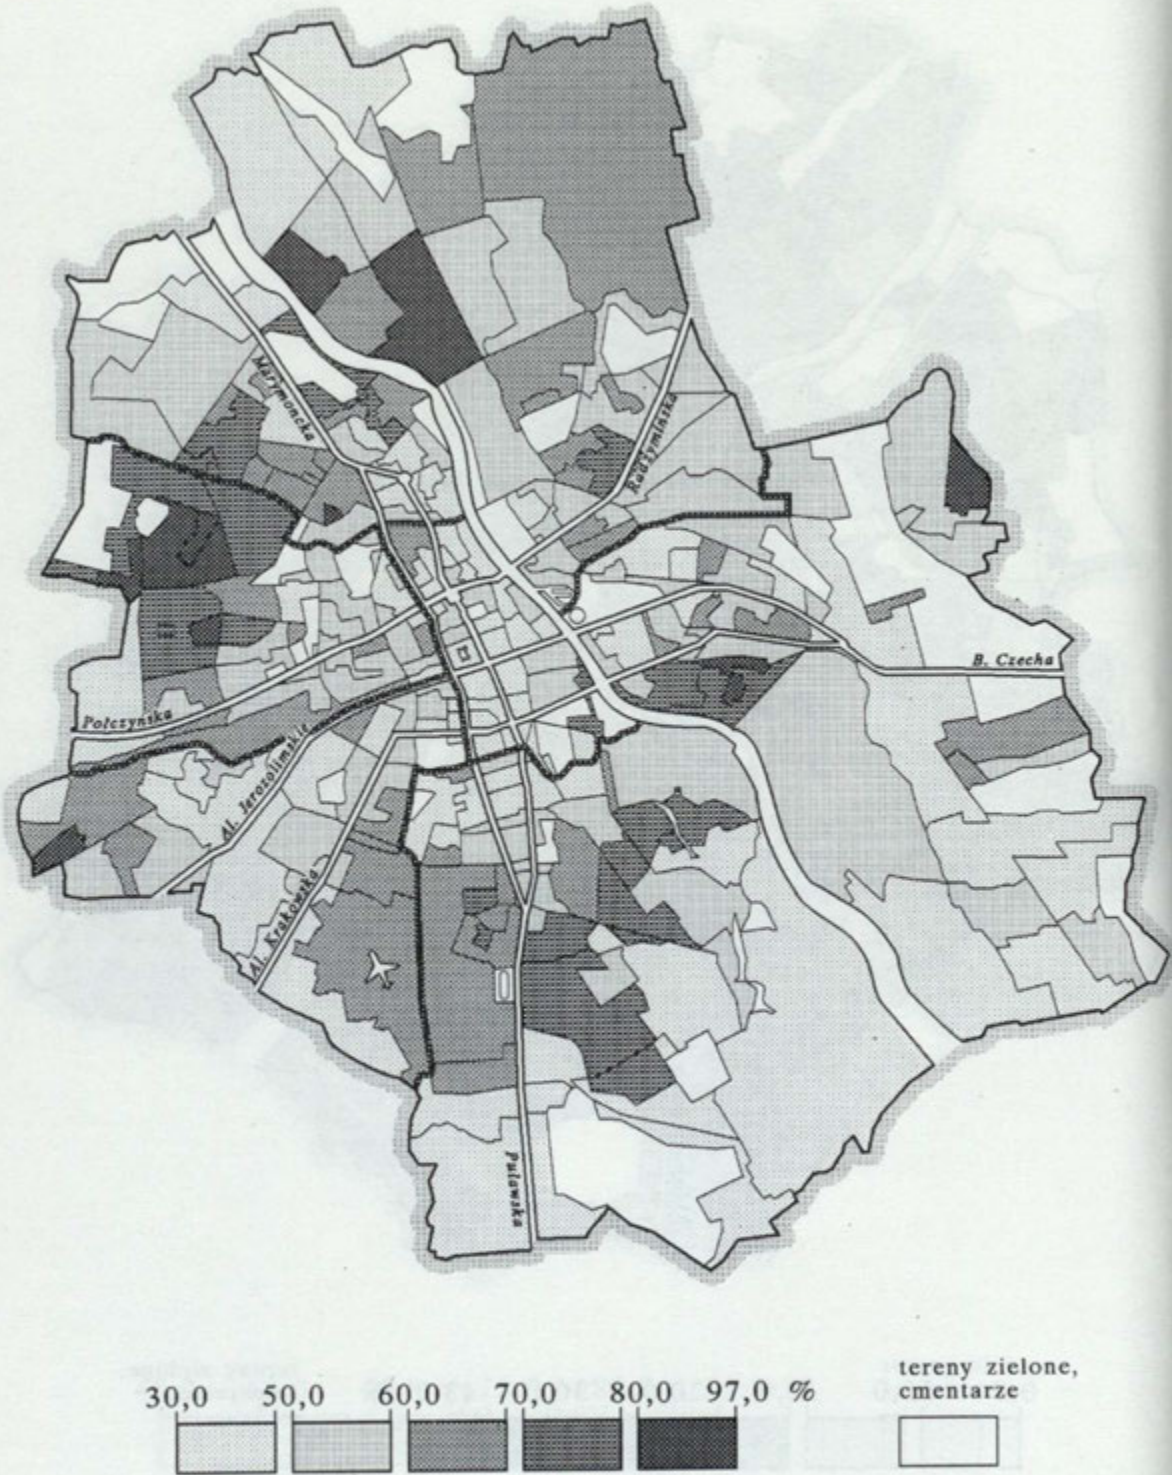 Marymoncka
Radzymińska
B. Czecha
Połczyńska
Al. Jerozolimskie
Al. Krakowska
Puławska
tereny zielone,
cmentarze
30,0 50,0 60,0 70,0 80,0 97,0 %